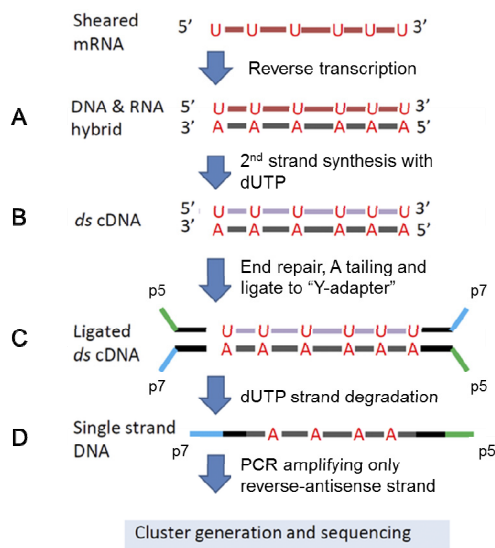 Sheared
mRNA
5’ U U U U U U 3’
Reverse transcription
A
DNA & RNA
hybrid
5’ U U U U U U 3’
3’ A A A A A A 5’
2nd strand synthesis with
dUTP
B
ds cDNA
5’ U U U U U U 3’
3’ A A A A A A 5’
End repair, A tailing and
ligate to “Y-adapter”
p5
p7
C
Ligated
ds cDNA
U U U U U U
A A A A A A
p7
p5
dUTP strand degradation
D
Single strand
DNA
A A A A
p7
p5
PCR amplifying only
reverse-antisense strand
Cluster generation and sequencing